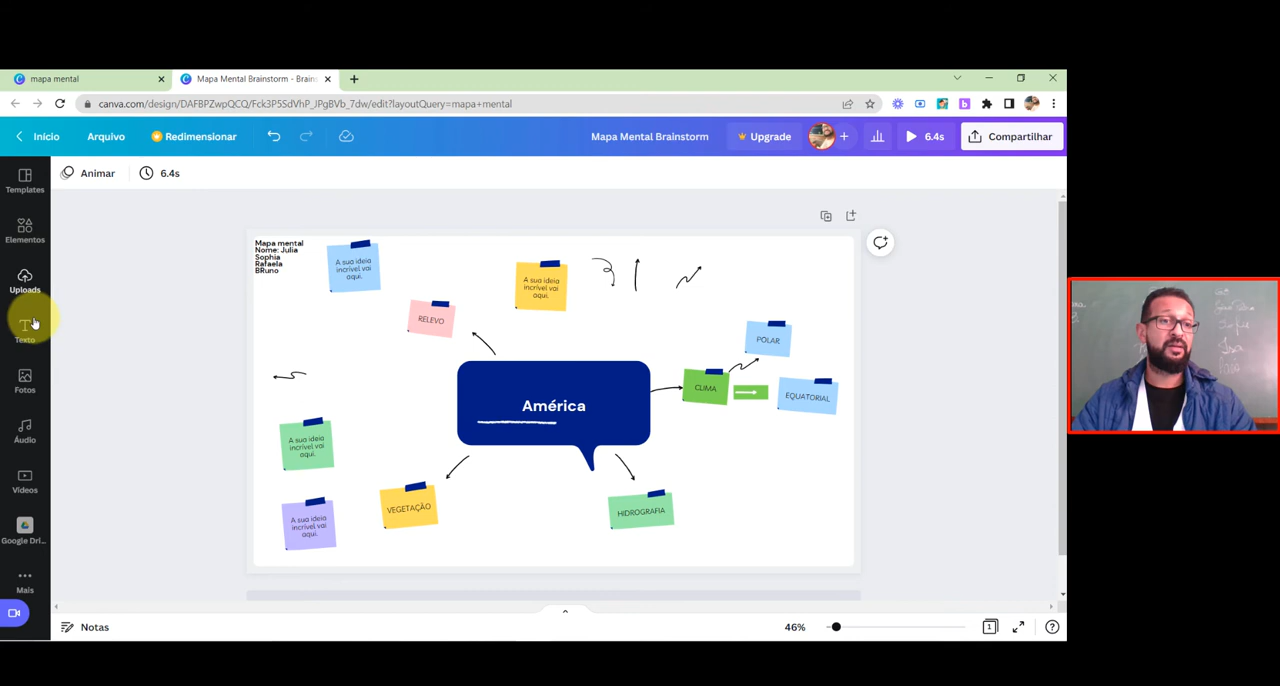 mapa mental
Mapa Mental Brainstorm - Brain
canva.com/design/DAFBPZwpQCQ/Fck3P5SdVhP_JPgBVb_7dw/edit?layoutQuery=mapa+mental
Início
Arquivo
Redimensionar
Mapa Mental Brainstorm
Upgrade
6.4s
Compartilhar
Animar
6.4s
Templates
Elementos
Uploads
Texto
Fotos
Áudio
Vídeos
Google Dri...
Mais
Mapa mental
Nome: Julia
Sophia
Rafaela
BRuno
A sua ideia
incrível vai
aqui.
A sua ideia
incrível vai
aqui.
RELEVO
POLAR
CLIMA
EQUATORIAL
América
A sua ideia
incrível vai
aqui.
VEGETAÇÃO
HIDROGRAFIA
A sua ideia
incrível vai
aqui.
Notas
46%
1